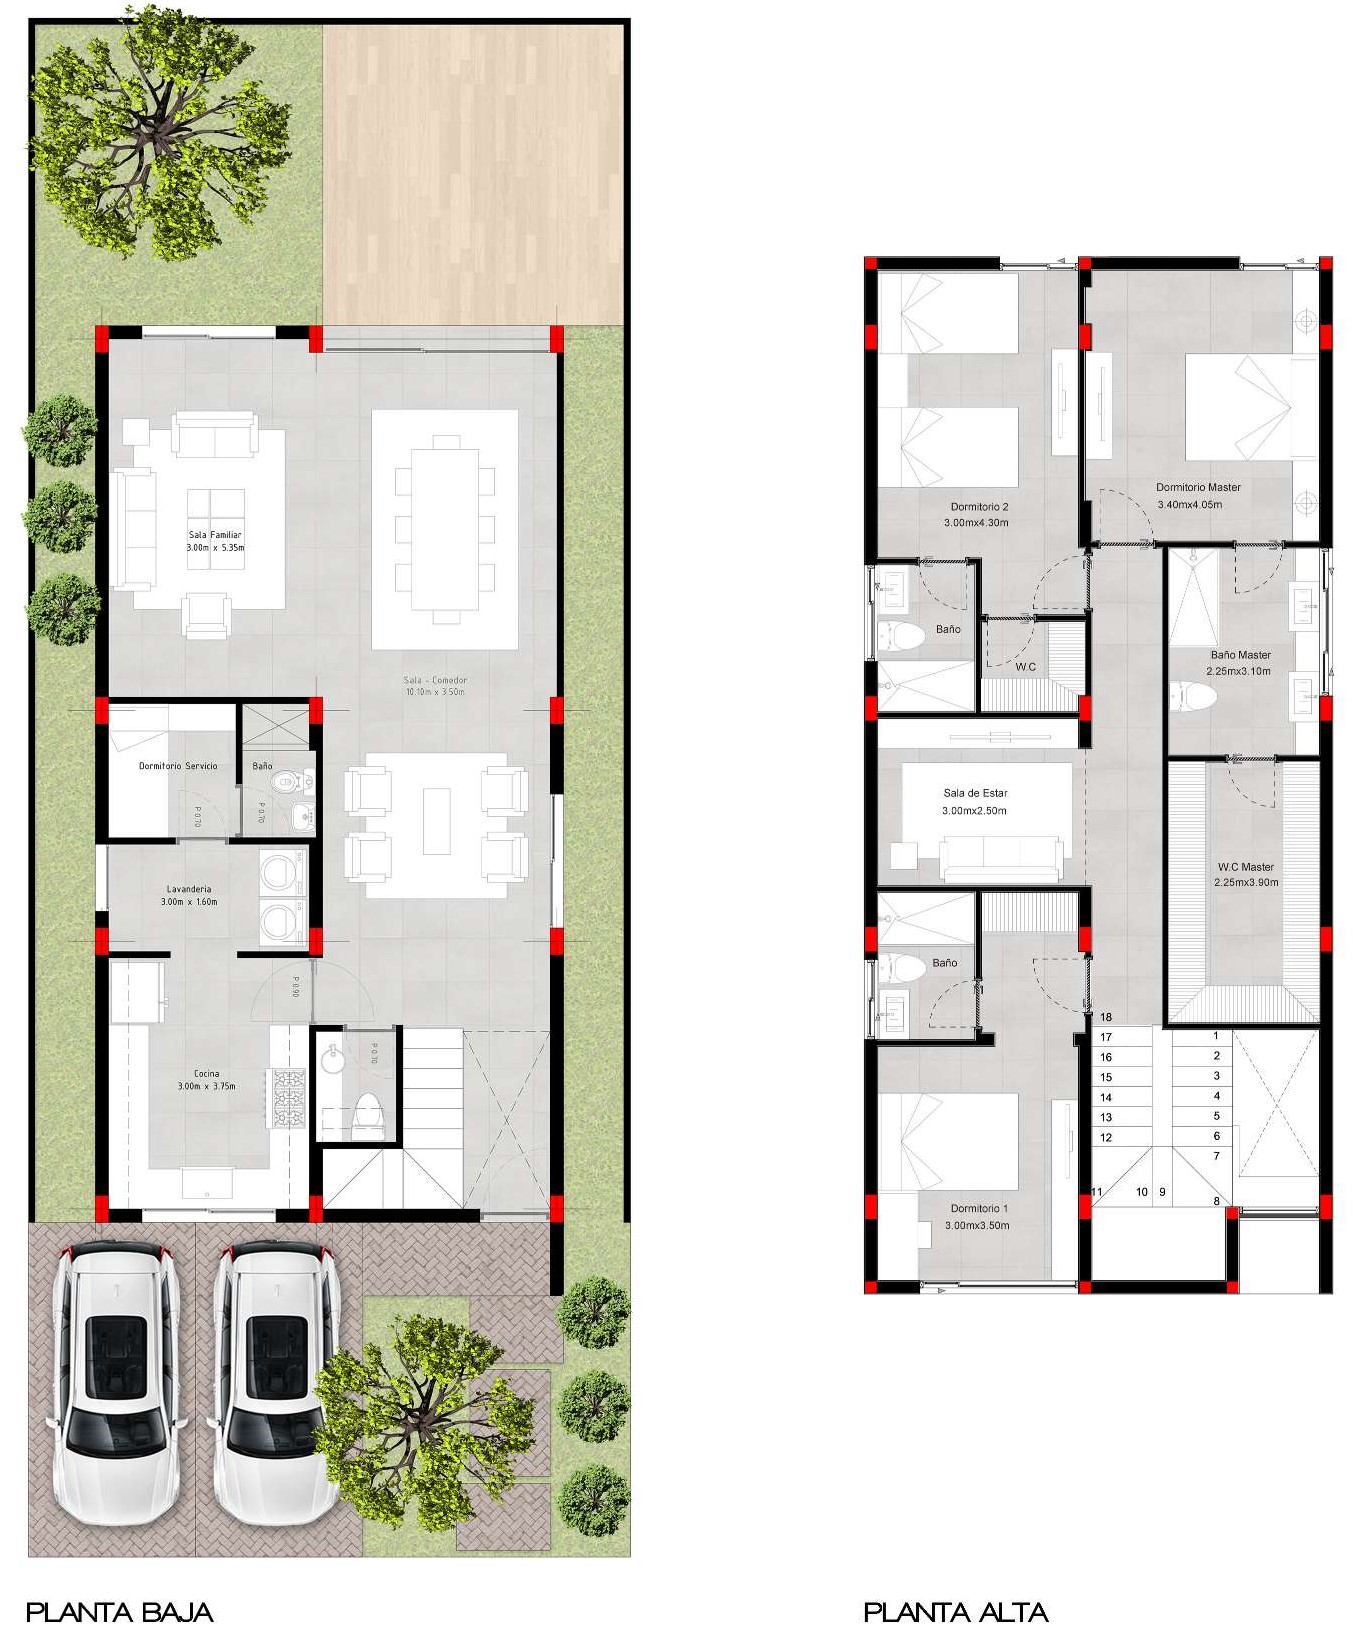 Sala Familiar
3.00m x 5.35m
Sala - Comedor
10.10m x 3.50m
Dormitorio Servicio
Baño
P 0.70
P 0.70
Lavanderia
3.00m x 1.60m
P 0.90
P 0.70
Cocina
3.00m x 3.75m
PLANTA BAJA
Dormitorio Master
3.40mx4.05m
Dormitorio 2
3.00mx4.30m
Baño
W.C
Baño Master
2.25mx3.10m
Sala de Estar
3.00mx2.50m
W.C Master
2.25mx3.90m
Baño
18
17
16
15
14
13
12
11
10
9
1
2
3
4
5
6
7
8
Dormitorio 1
3.00mx3.50m
PLANTA ALTA